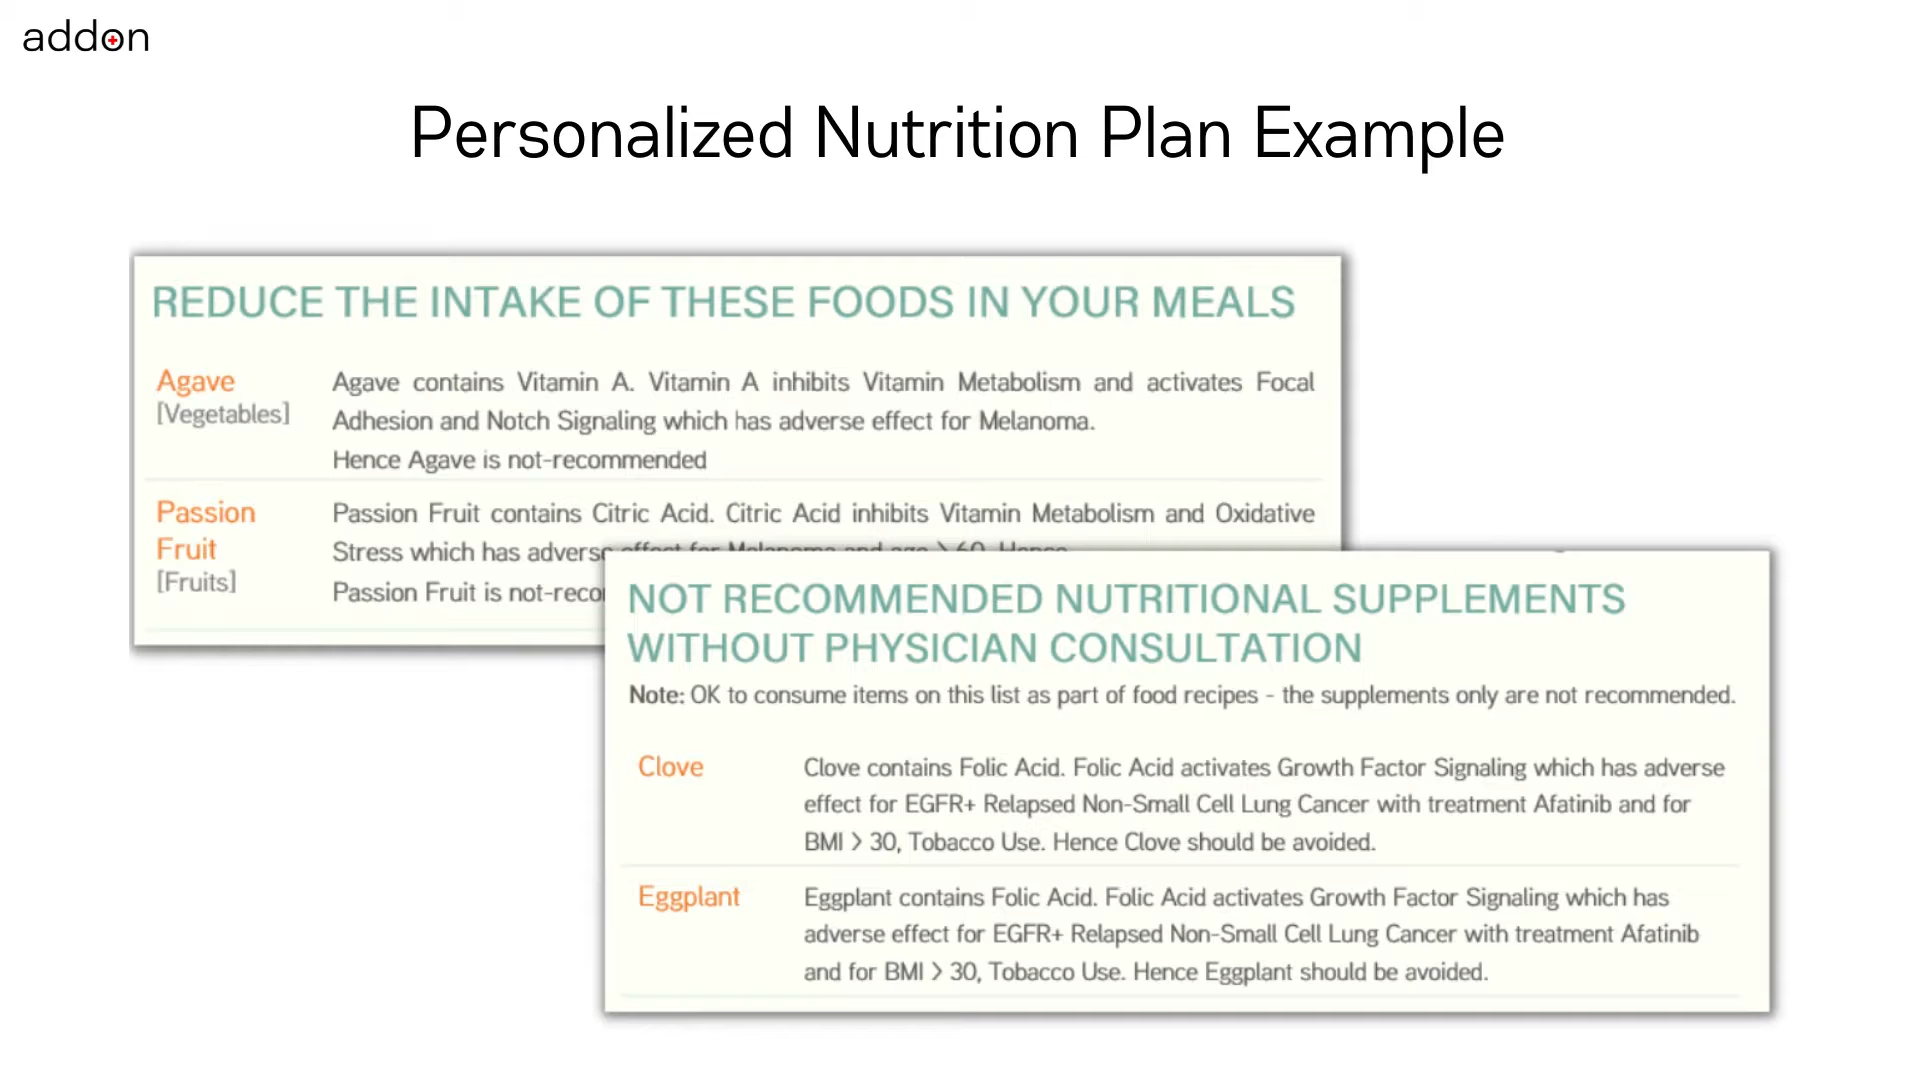 addon
Personalized Nutrition Plan Example
REDUCE THE INTAKE OF THESE FOODS IN YOUR MEALS
Agave
[Vegetables]
Agave contains Vitamin A. Vitamin A inhibits Vitamin Metabolism and activates Focal
Adhesion and Notch Signaling which has adverse effect for Melanoma.
Hence Agave is not-recommended
Passion
Fruit
[Fruits]
Passion Fruit contains Citric Acid. Citric Acid inhibits Vitamin Metabolism and Oxidative
Stress which has adverse effect for Melanoma and age > 60. Hence
Passion Fruit is
NOT RECOMMENDED NUTRITIONAL SUPPLEMENTS
WITHOUT PHYSICIAN CONSULTATION
Note: OK to consume items on this list as part of food recipes - the supplements only are not recommended.
Clove
Clove contains Folic Acid. Folic Acid activates Growth Factor Signaling which has adverse
effect for EGFR+ Relapsed Non-Small Cell Lung Cancer with treatment Afatinib and for
BMI > 30, Tobacco Use. Hence Clove should be avoided.
Eggplant
Eggplant contains Folic Acid. Folic Acid activates Growth Factor Signaling which has
adverse effect for EGFR+ Relapsed Non-Small Cell Lung Cancer with treatment Afatinib
and for BMI > 30, Tobacco Use. Hence Eggplant should be avoided.